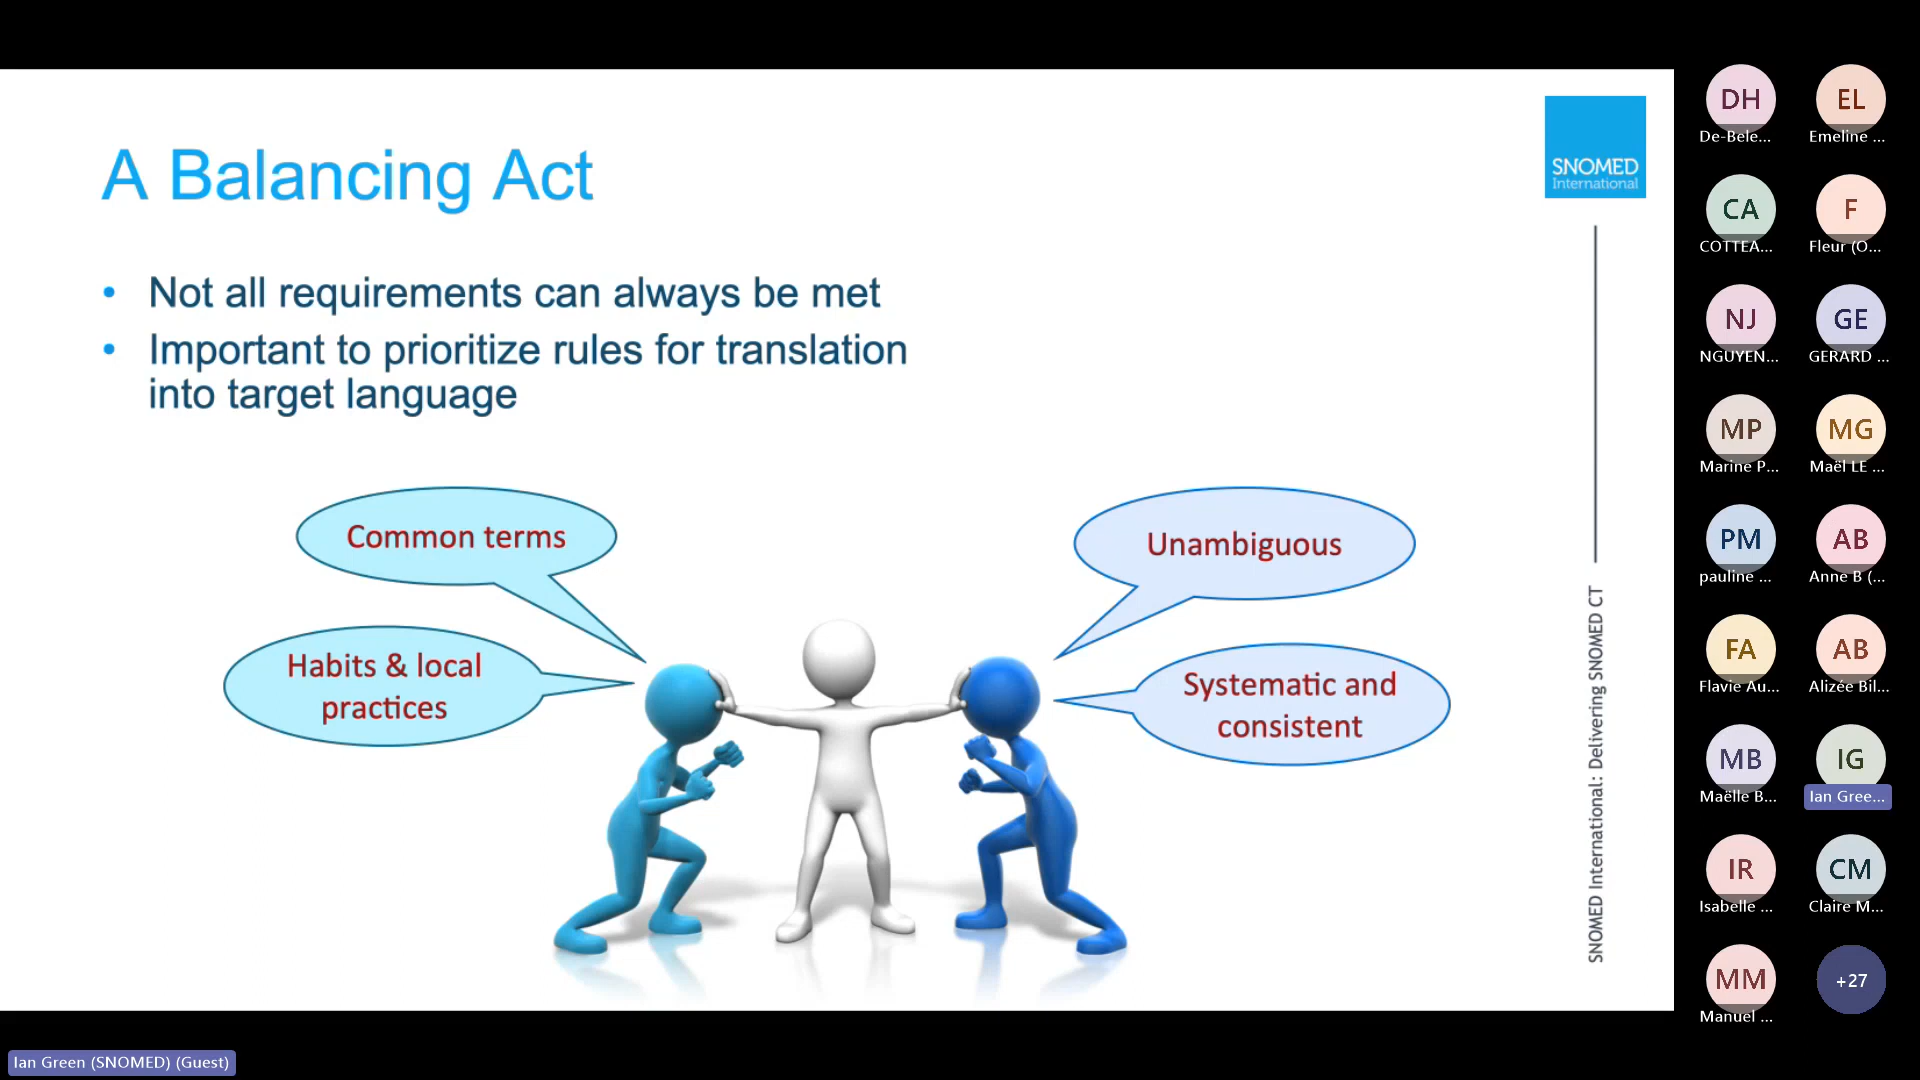 A Balancing Act
• Not all requirements can always be met
• Important to prioritize rules for translation
into target language
Common terms
Habits & local
practices
Unambiguous
Systematic and
consistent
SNOMED
International
SNOMED International: Delivering SNOMED CT
DH
De-Bele...
EL
Emeline ...
CA
COTTEA...
F
Fleur (O...
NJ
NGUYEN...
GE
GERARD ...
MP
Marine P...
MG
Maël LE ...
PM
pauline ...
AB
Anne B (...
FA
Flavie Au...
AB
Alizée Bil...
MB
Maëlle B...
IG
Ian Gree...
IR
Isabelle ...
CM
Claire M...
MM
Manuel ...
+27
Ian Green (SNOMED) (Guest)